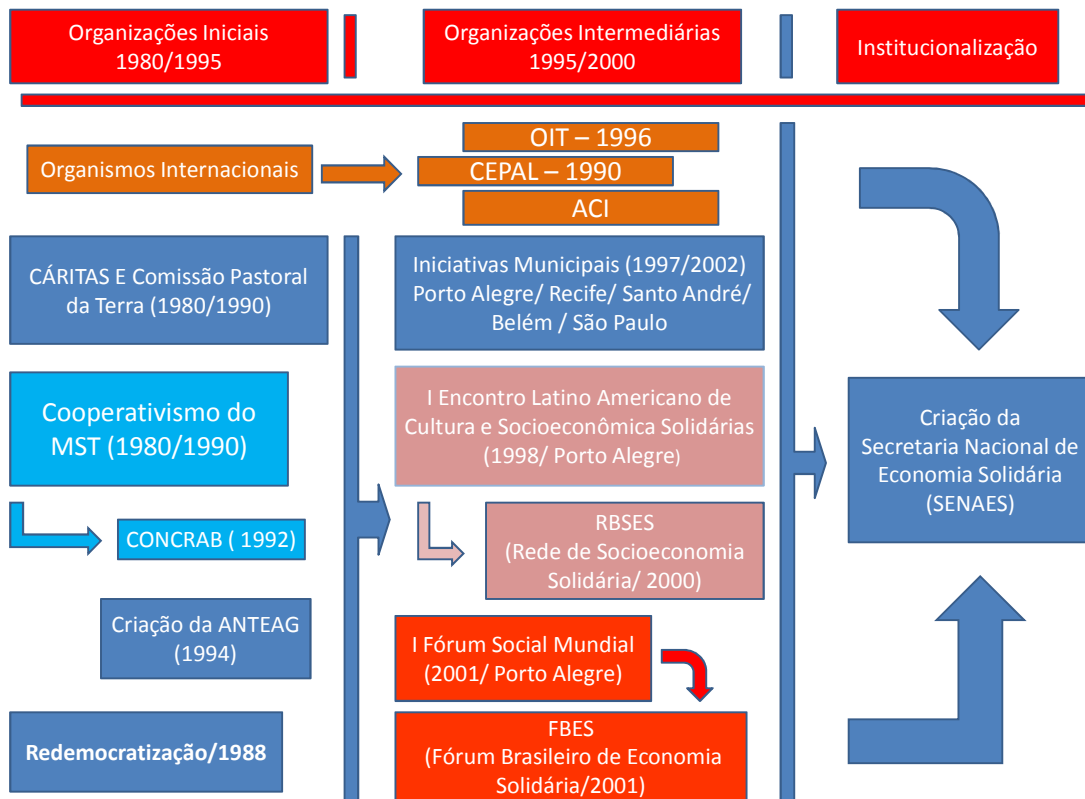 Organizações Iniciais
1980/1995
Organizações Intermediárias
1995/2000
Institucionalização
Organismos Internacionais
OIT – 1996
CEPAL – 1990
ACI
CÁRITAS E Comissão Pastoral
da Terra (1980/1990)
Iniciativas Municipais (1997/2002)
Porto Alegre/ Recife/ Santo André/
Belém / São Paulo
Cooperativismo do
MST (1980/1990)
I Encontro Latino Americano de
Cultura e Socioeconômica Solidárias
(1998/ Porto Alegre)
Criação da
Secretaria Nacional de
Economia Solidária
(SENAES)
CONCRAB ( 1992)
RBSES
(Rede de Socioeconomia
Solidária/ 2000)
Criação da ANTEAG
(1994)
I Fórum Social Mundial
(2001/ Porto Alegre)
Redemocratização/1988
FBES
(Fórum Brasileiro de Economia
Solidária/2001)